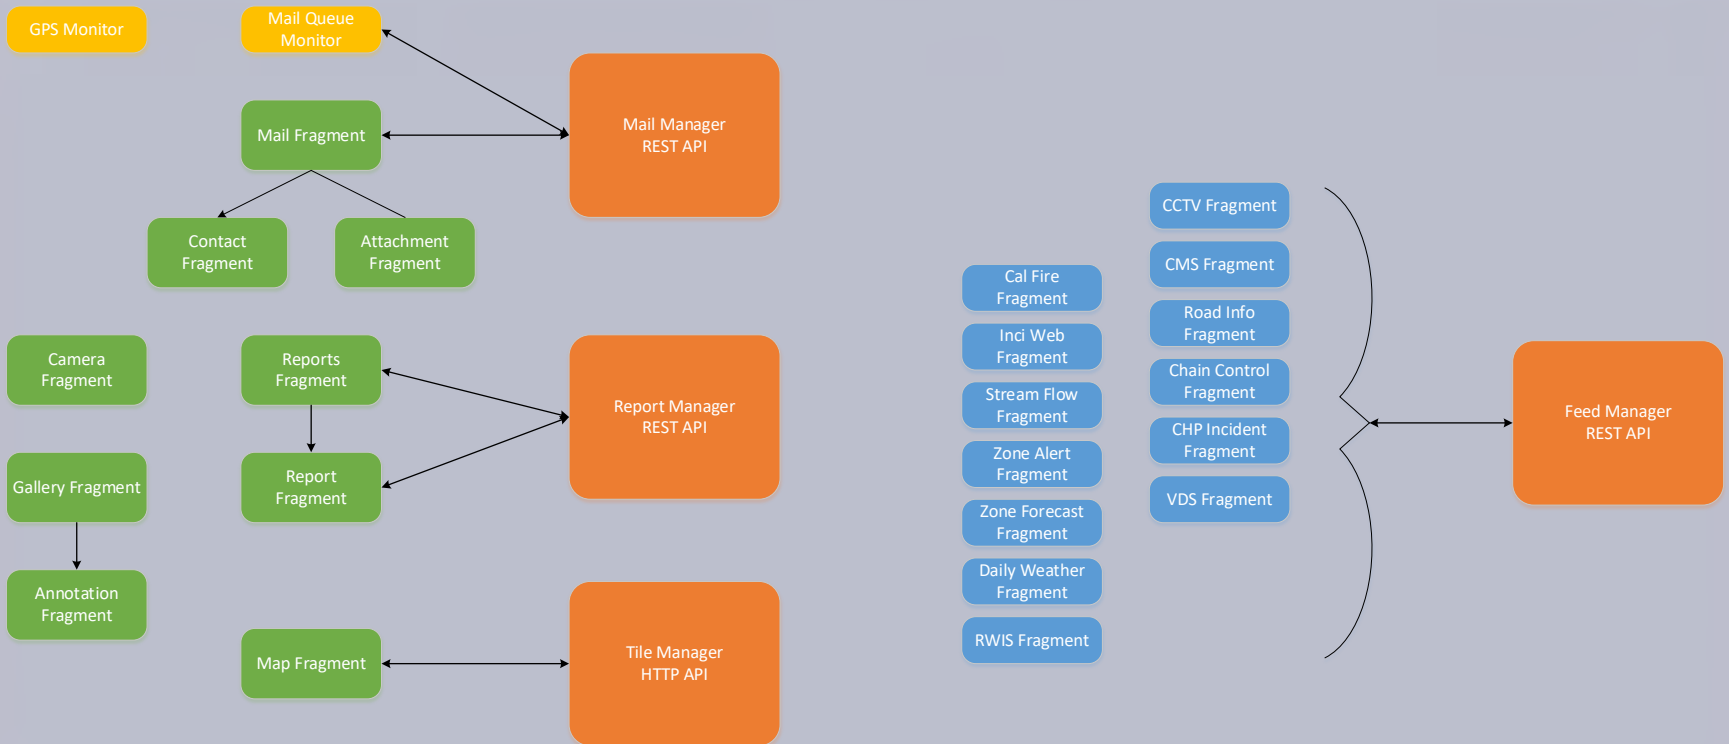 GPS Monitor
Mail Queue
Monitor
Mail Fragment
Mail Manager
REST API
Contact
Fragment
Attachment
Fragment
Camera
Fragment
Reports
Fragment
Report Manager
REST API
Gallery Fragment
Report
Fragment
Annotation
Fragment
Map Fragment
Tile Manager
HTTP API
Cal Fire
Fragment
Inci Web
Fragment
Stream Flow
Fragment
Zone Alert
Fragment
Zone Forecast
Fragment
Daily Weather
Fragment
RWIS Fragment
CCTV Fragment
CMS Fragment
Road Info
Fragment
Chain Control
Fragment
CHP Incident
Fragment
VDS Fragment
Feed Manager
REST API